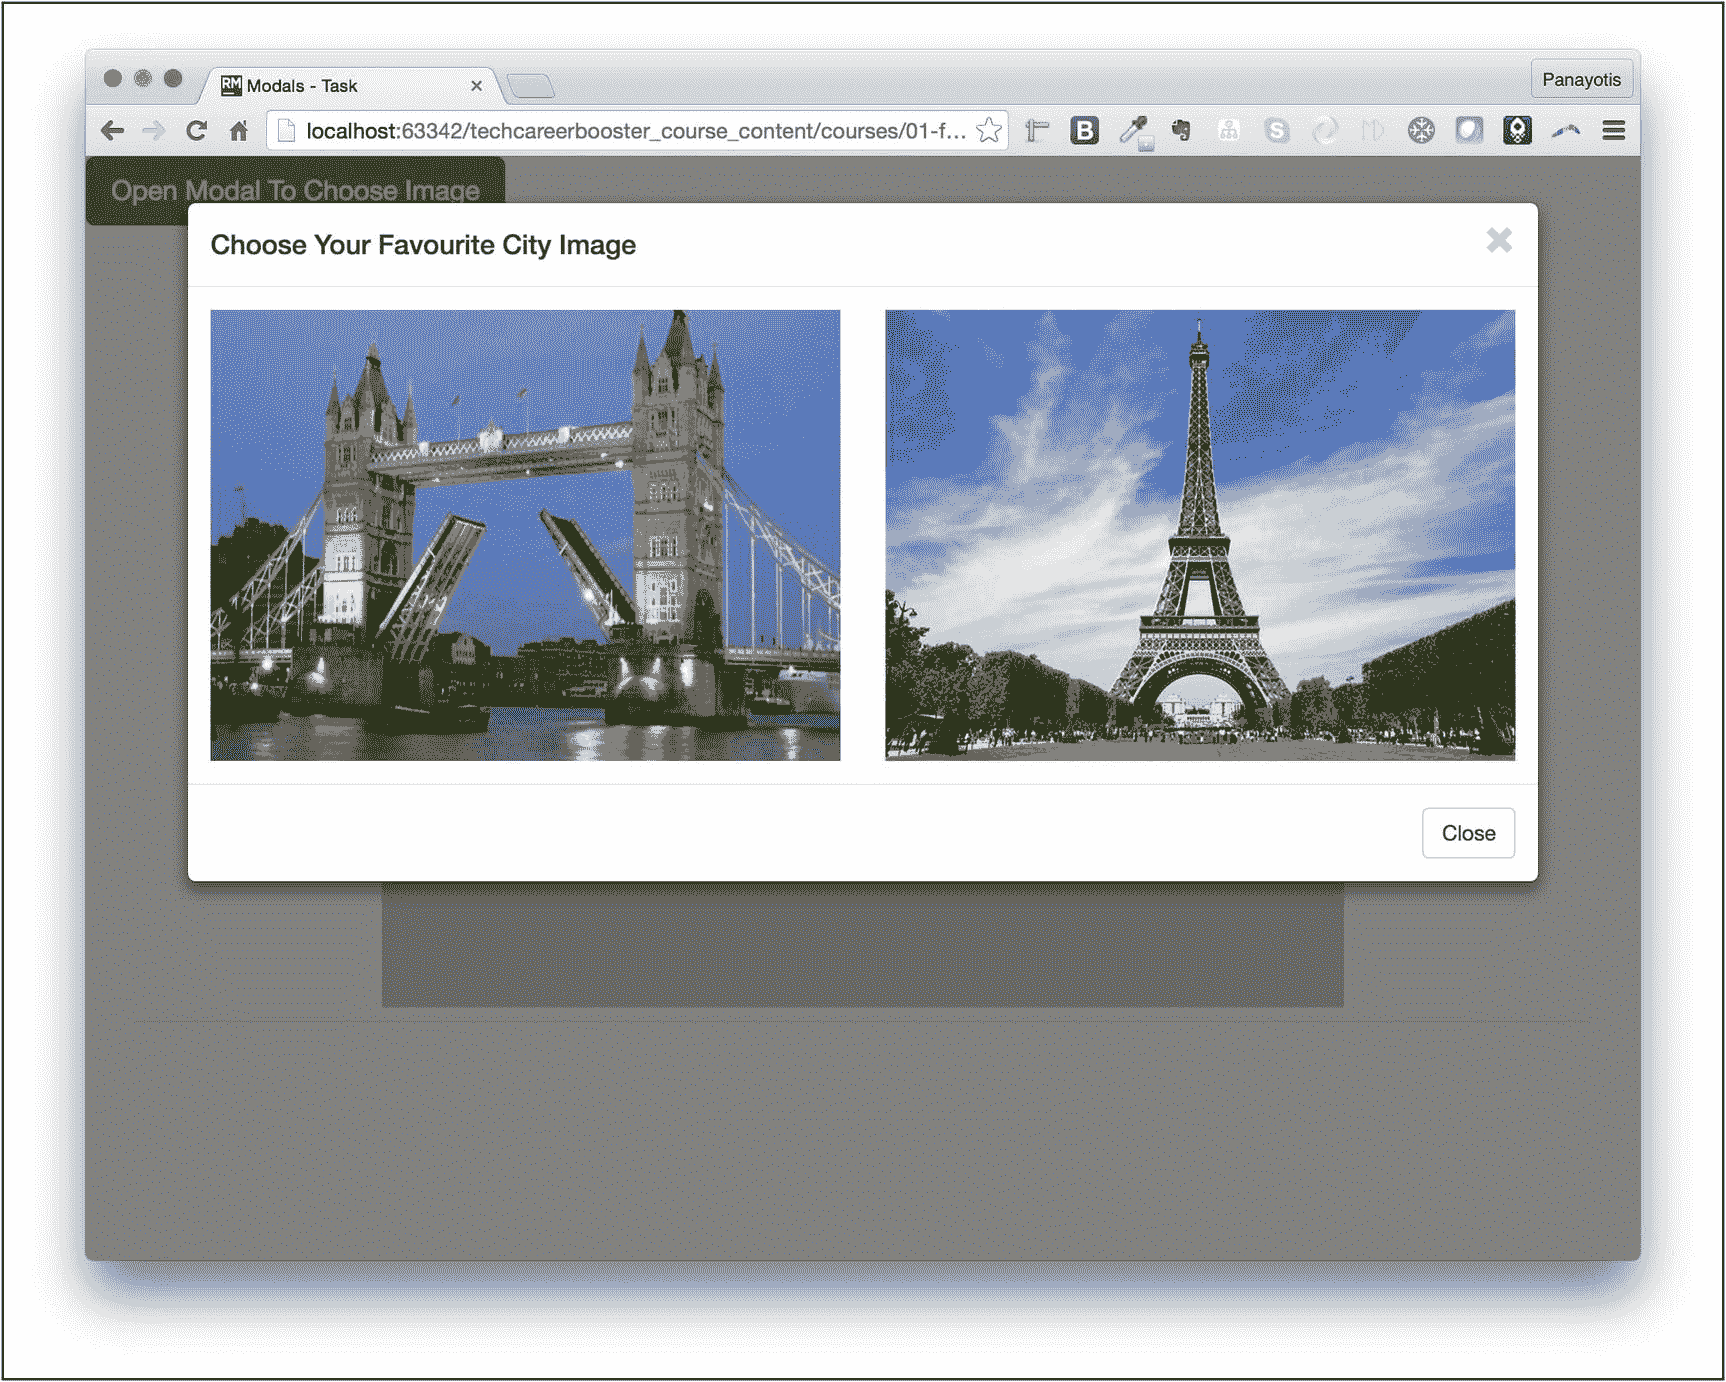 RM Modals - Task
Panayotis
localhost:63342/techcareerbooster_course_content/courses/01-f...
B
S
Open Modal To Choose Image
Choose Your Favourite City Image
Close